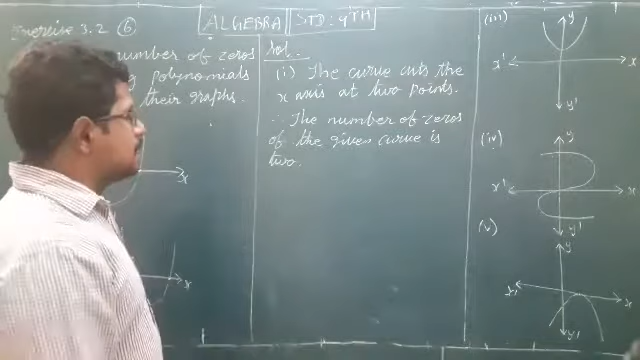 Exercise 3.2 6
ALGEBRA STD: 9TH
number of zeros
polynomials
their graphs.
x
x
Sol.
(i) The curve cuts the
x axis at two points.
∴ The number of zeros
of the given curve is
two.
(iii)
y
x'
x
y'
(iv)
y
x'
x
y'
(v)
y
x'
x
y'